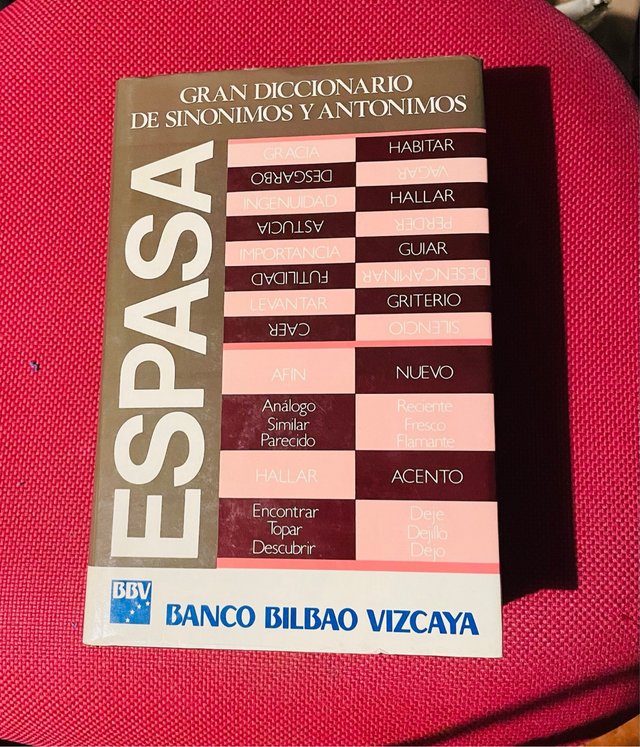 GRAN DICCIONARIO
DE SINONIMOS Y ANTONIMOS
ESPASA
GRACIA HABITAR
DESGARBO VAGAR
INGENUIDAD HALLAR
ASTUCIA PERDER
IMPORTANCIA GUIAR
FUTILIDAD DESENCAMINAR
LEVANTAR GRITERIO
CAER SILENCIO
AFÍN NUEVO
Análogo Reciente
Similar Fresco
Parecido Flamante
HALLAR ACENTO
Encontrar Deje
Topar Dejillo
Descubrir Dejo
BBV
BANCO BILBAO VIZCAYA